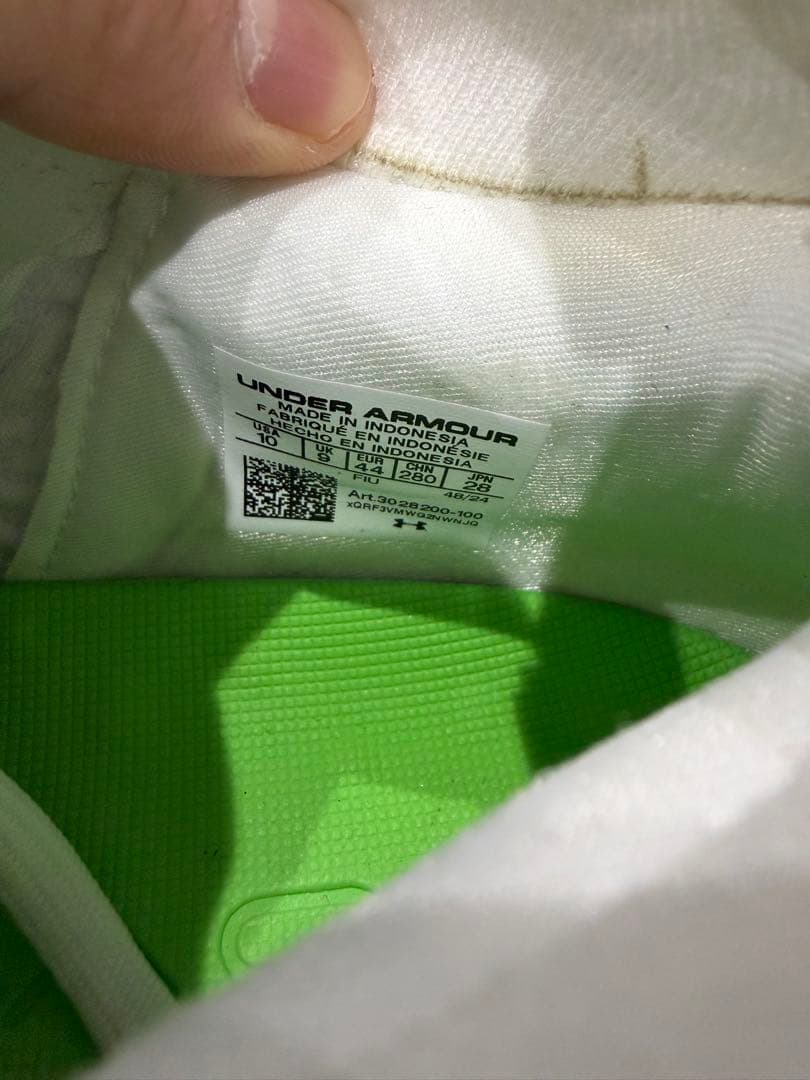 UNDER ARMOUR
MADE IN INDONESIA
FABRIQUÉ EN INDONÉSIE
HECHO EN INDONESIA
USA UK EUR CHN JPN
10 9 44 280 28
FIU 48/24
Art.3028200-100
XQRF3VMWG2NWNJQ